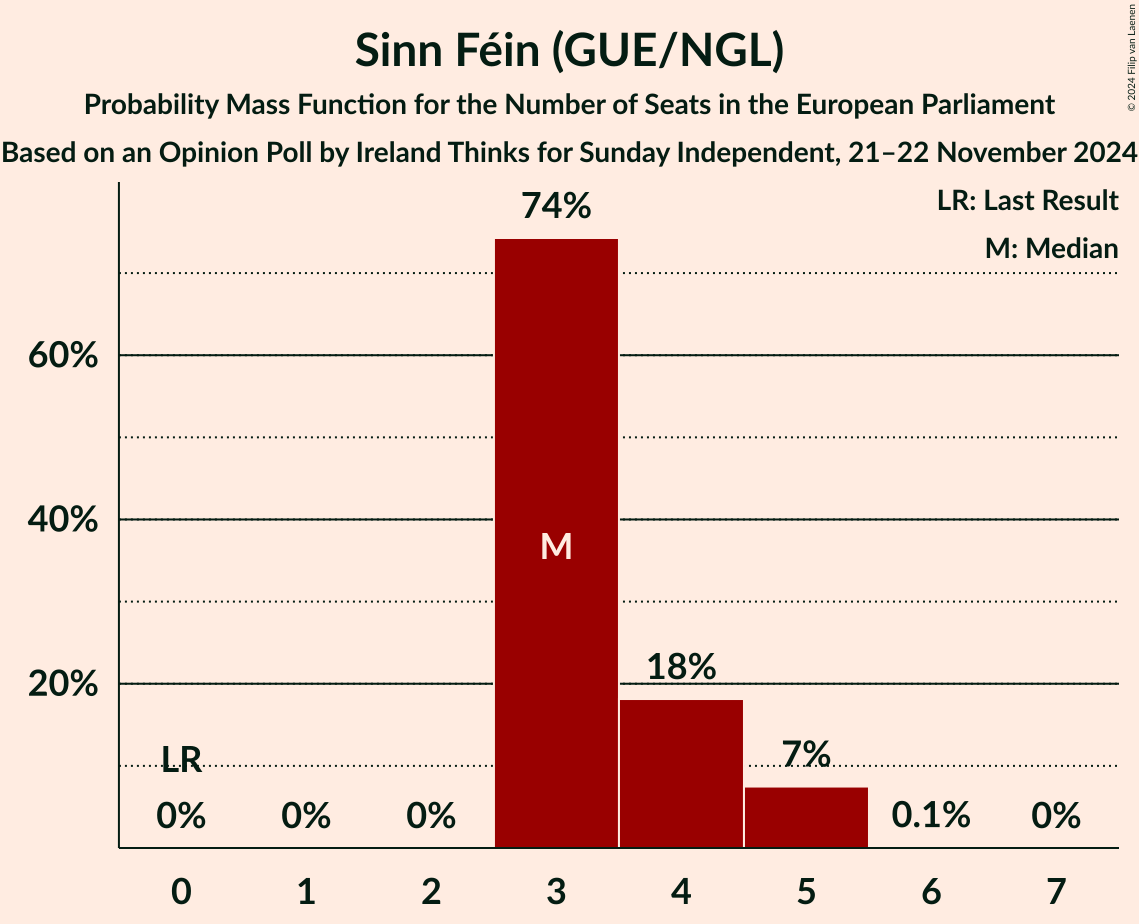 Sinn Féin (GUE/NGL)
Probability Mass Function for the Number of Seats in the European Parliament
Based on an Opinion Poll by Ireland Thinks for Sunday Independent, 21–22 November 2024
© 2024 Filip van Laenen
LR: Last Result
M: Median
74%
60%
40%
M
18%
20%
7%
LR
0% 0% 0% 0.1% 0%
0 1 2 3 4 5 6 7